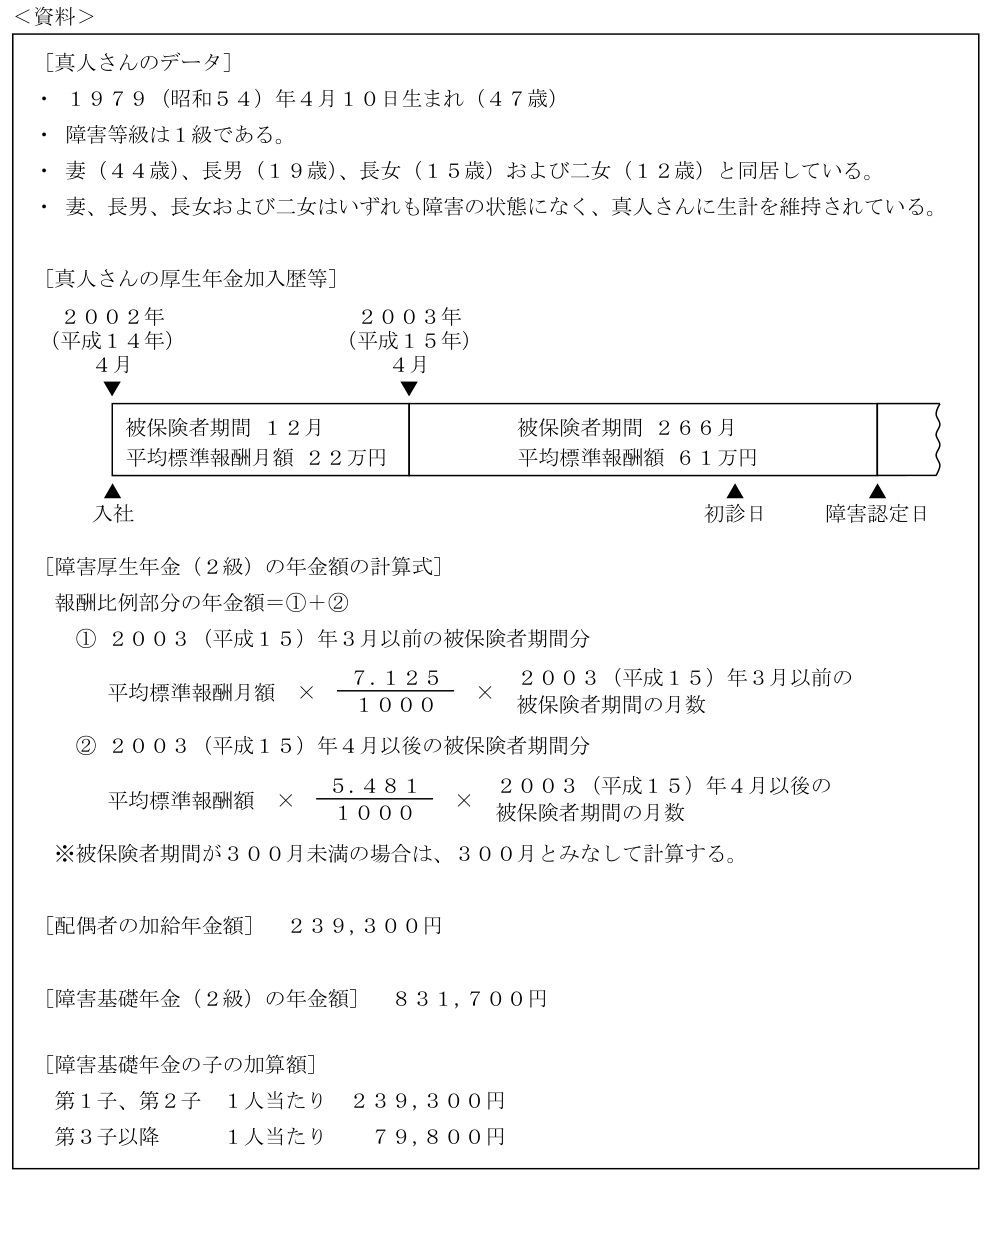 ＜資料＞
［真人さんのデータ］
・ １９７９（昭和５４）年４月１０日生まれ（４７歳）
・ 障害等級は１級である。
・ 妻（４４歳）、長男（１９歳）、長女（１５歳）および二女（１２歳）と同居している。
・ 妻、長男、長女および二女はいずれも障害の状態になく、真人さんに生計を維持されている。
［真人さんの厚生年金加入歴等］
２００２年 ２００３年
（平成１４年） （平成１５年）
４月 ４月
▼ ▼
被保険者期間 １２月 被保険者期間 ２６６月
平均標準報酬月額 ２２万円 平均標準報酬額 ６１万円
▲ ▲ ▲
入社 初診日 障害認定日
［障害厚生年金（２級）の年金額の計算式］
報酬比例部分の年金額＝①＋②
① ２００３（平成１５）年３月以前の被保険者期間分
平均標準報酬月額 × ７.１２５／１０００ × ２００３（平成１５）年３月以前の
被保険者期間の月数
② ２００３（平成１５）年４月以後の被保険者期間分
平均標準報酬額 × ５.４８１／１０００ × ２００３（平成１５）年４月以後の
被保険者期間の月数
※被保険者期間が３００月未満の場合は、３００月とみなして計算する。
［配偶者の加給年金額］ ２３９,３００円
［障害基礎年金（２級）の年金額］ ８３１,７００円
［障害基礎年金の子の加算額］
第１子、第２子 １人当たり ２３９,３００円
第３子以降 １人当たり ７９,８００円